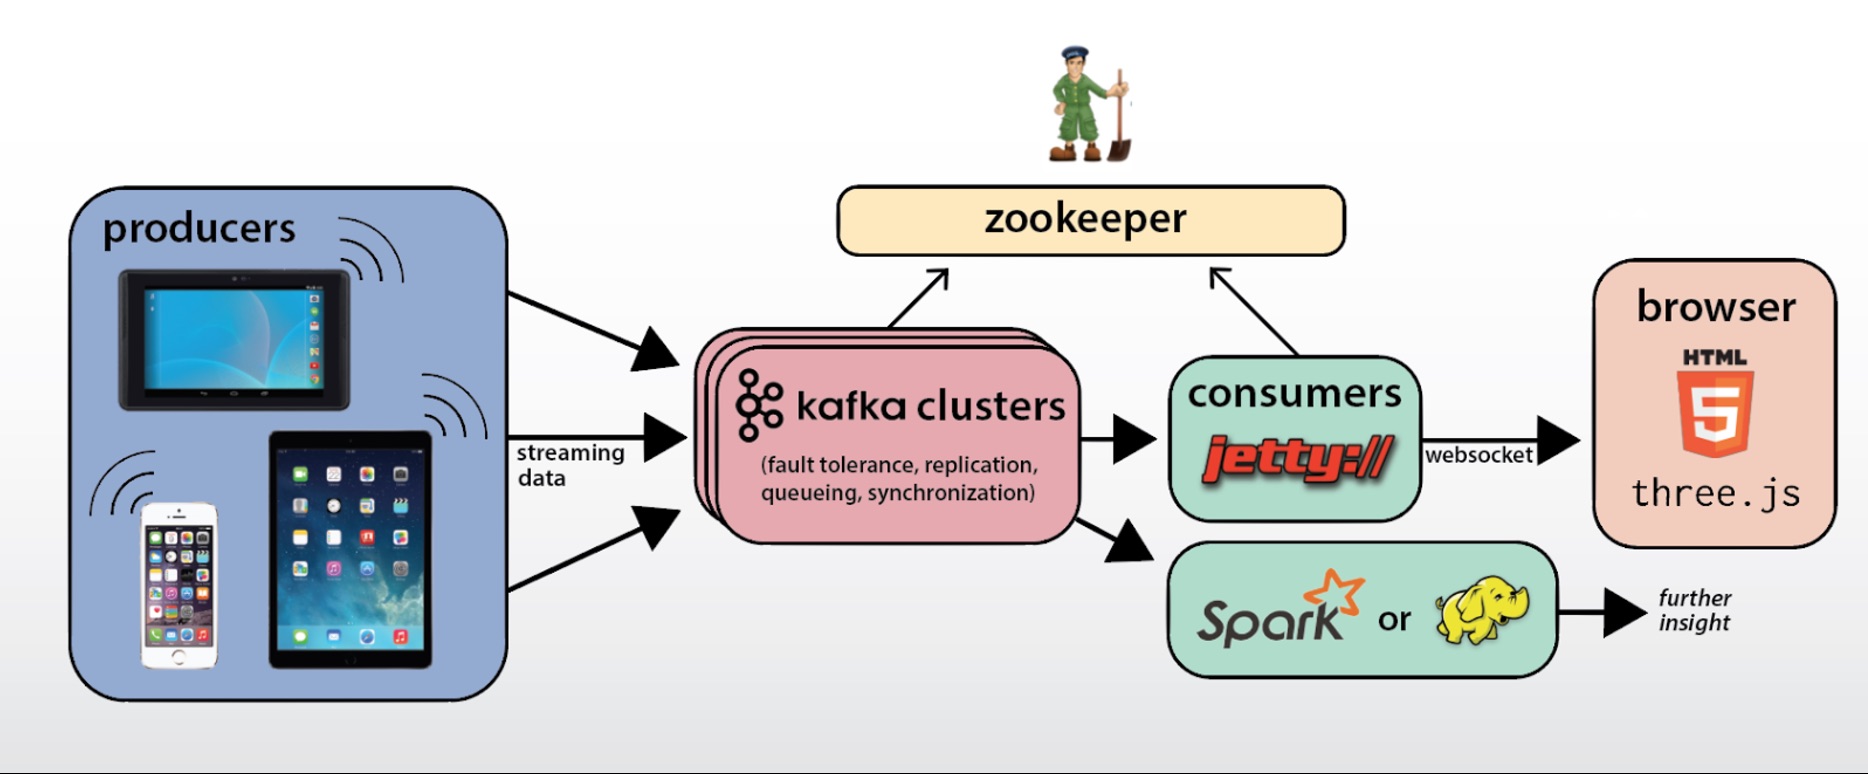 producers
streaming
data
zookeeper
kafka clusters
(fault tolerance, replication,
queueing, synchronization)
consumers
jetty://
websocket
browser
HTML
5
three.js
Spark or
further
insight